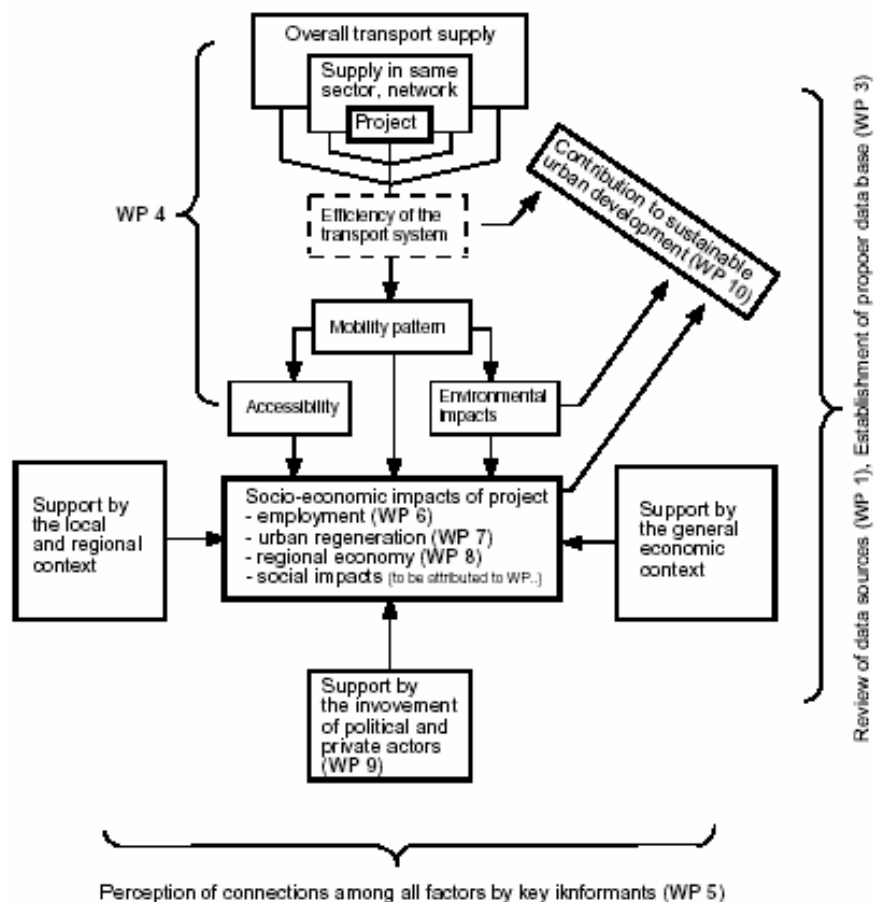 Overall transport supply
Supply in same
sector, network
Project
Contribution to sustainable
urban development (WP 10)
WP 4
Efficiency of the
transport system
Mobility pattern
Accessibility
Environmental
impacts
Support by
the local
and regional
context
Socio-economic impacts of project
- employment (WP 6)
- urban regeneration (WP 7)
- regional economy (WP 8)
- social impacts (to be attributed to WP..)
Support by
the general
economic
context
Support by
the invovement
of political and
private actors
(WP 9)
Review of data sources (WP 1), Establishment of propoer data base (WP 3)
Perception of connections among all factors by key iknformants (WP 5)